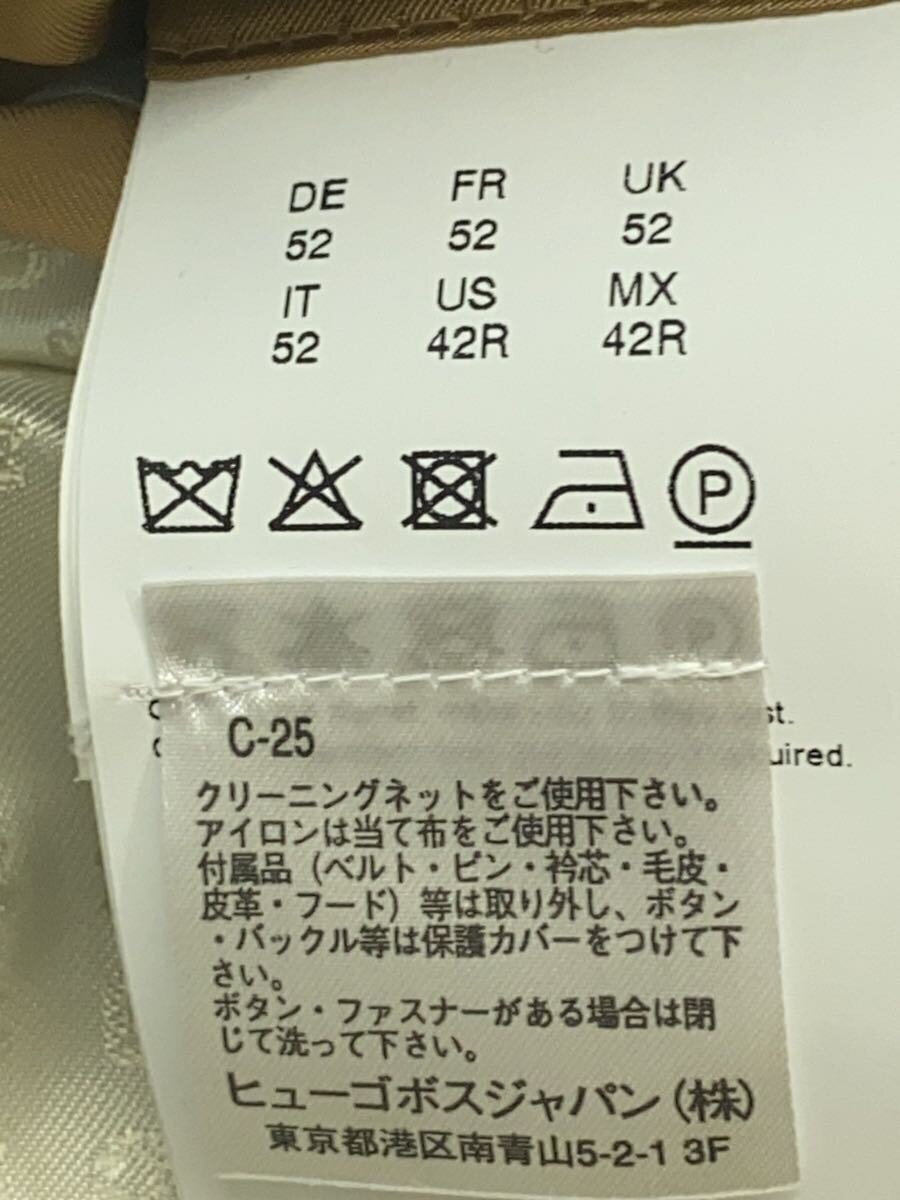 DE FR UK
52 52 52
IT US MX
52 42R 42R
P
C-25
uired.
クリーニングネットをご使用下さい。
アイロンは当て布をご使用下さい。
付属品（ベルト・ピン・衿芯・毛皮・
皮革・フード）等は取り外し、ボタン
・バックル等は保護カバーをつけて下
さい。
ボタン・ファスナーがある場合は閉
じて洗って下さい。
ヒューゴボスジャパン（株）
東京都港区南青山5-2-1 3F